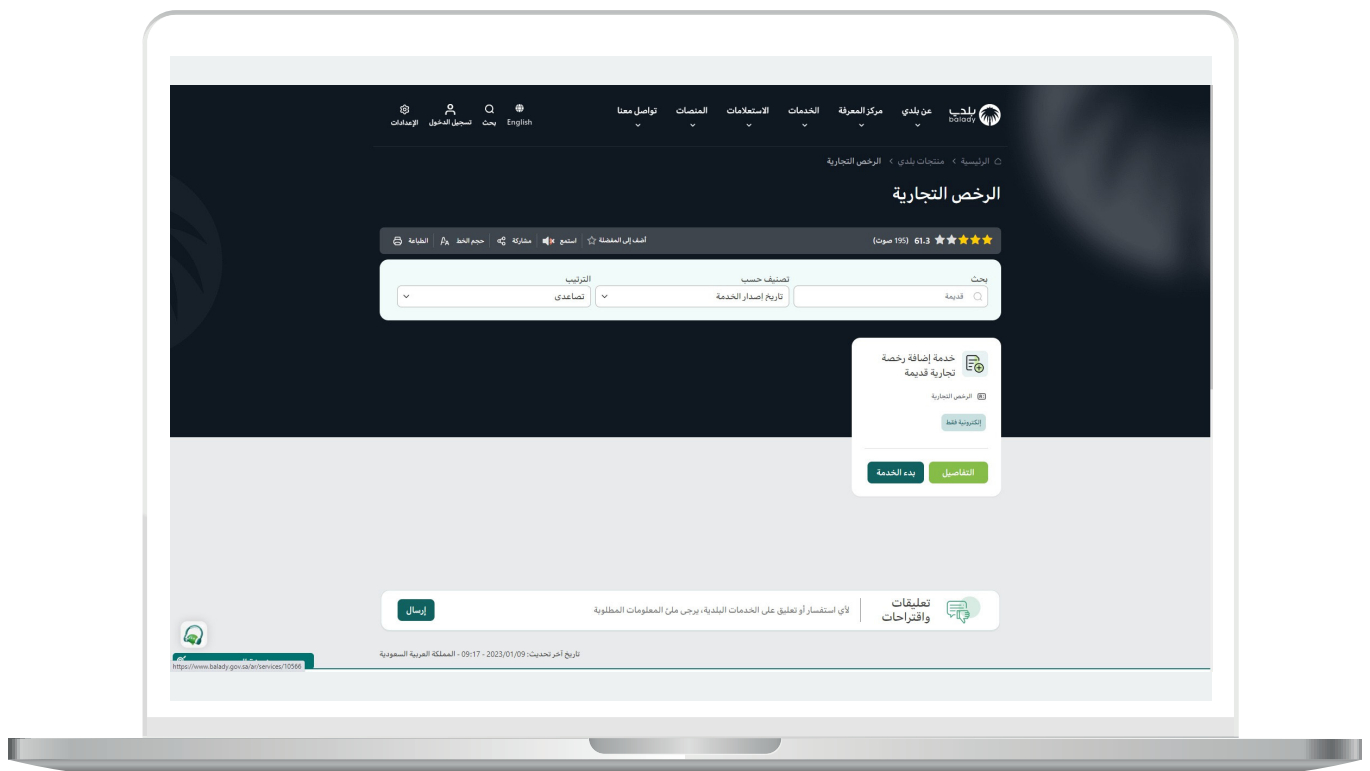 بلدي
balady
عن بلدي
مركز المعرفة
الخدمات
الاستعلامات
المنصات
تواصل معنا
English
بحث
تسجيل الدخول
الإعدادات
الرئيسية › منتجات بلدي › الرخص التجارية
الرخص التجارية
61.3 (195 صوت)
أضف إلى المفضلة
استمع
مشاركة
حجم الخط
الطباعة
بحث
تصنيف حسب
الترتيب
قديمة
تاريخ إصدار الخدمة
تصاعدى
خدمة إضافة رخصة
تجارية قديمة
الرخص التجارية
إلكترونية فقط
التفاصيل
بدء الخدمة
تعليقات
واقتراحات
لأي استفسار أو تعليق على الخدمات البلدية، يرجى ملئ المعلومات المطلوبة
إرسال
تاريخ آخر تحديث: 2023/01/09 - 09:17 - المملكة العربية السعودية
https://www.balady.gov.sa/ar/services/10566